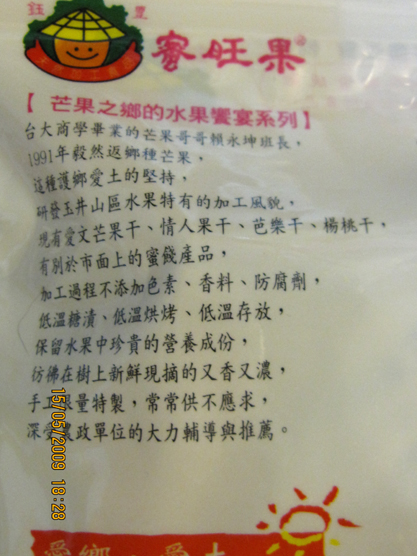 鈺 豊
蜜旺果
【 芒果之鄉的水果饗宴系列】
台大商學畢業的芒果哥哥賴永坤班長，
1991年毅然返鄉種芒果，
這種護鄉愛土的堅持，
研發玉井山區水果特有的加工風貌，
現有愛文芒果干、情人果干、芭樂干、楊桃干，
有別於市面上的蜜餞產品，
加工過程不添加色素、香料、防腐劑，
低溫糖漬、低溫烘烤、低溫存放，
保留水果中珍貴的營養成份，
彷彿在樹上新鮮現摘的又香又濃，
手工限量特製，常常供不應求，
深受農政單位的大力輔導與推薦。
愛鄉．愛土
15/05/2009 18:28